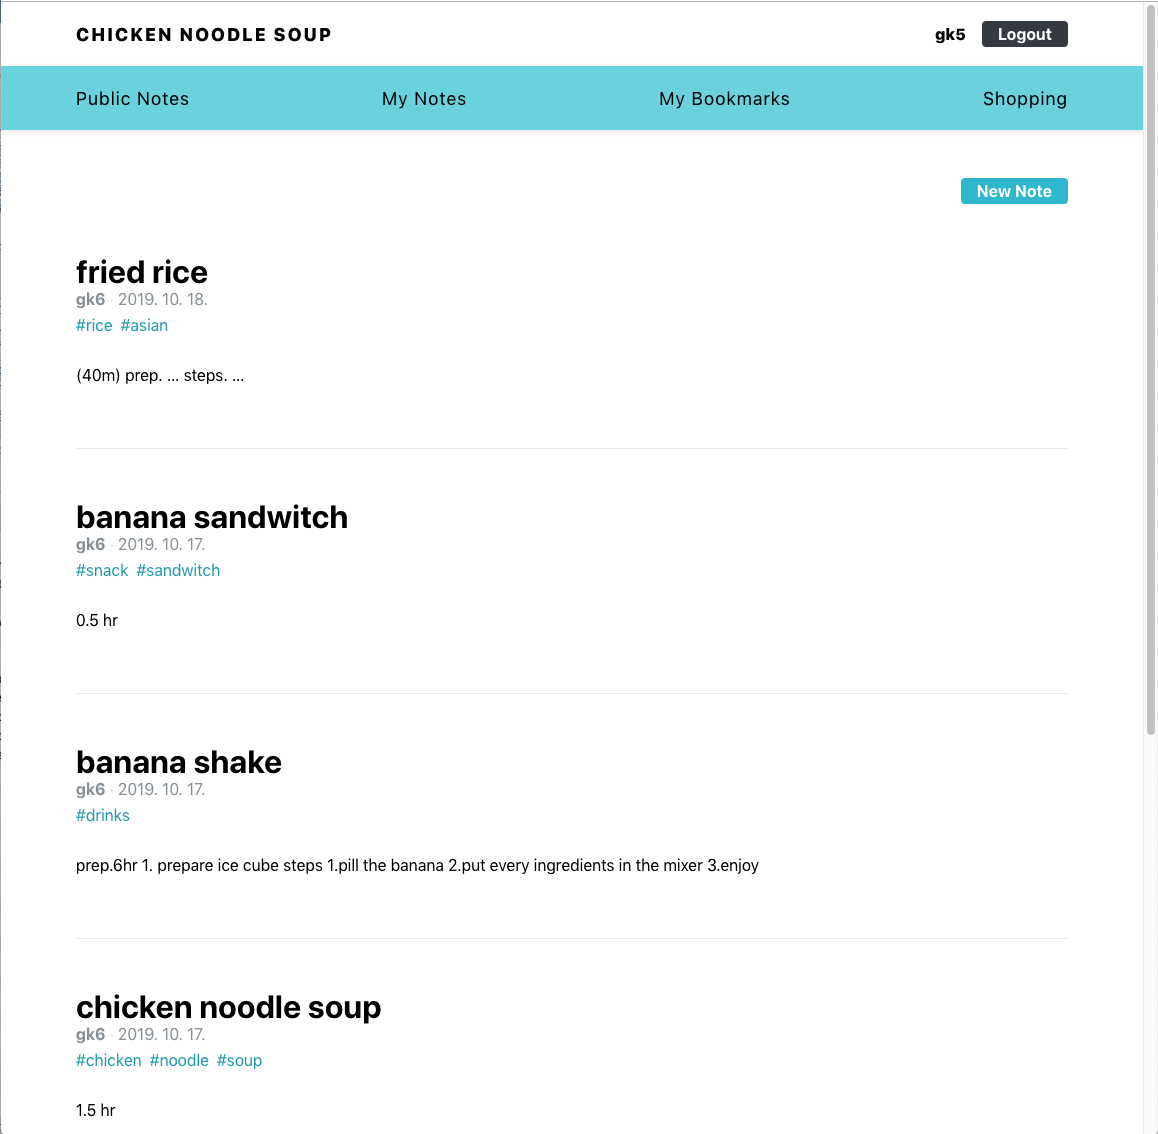 CHICKEN NOODLE SOUP gk5 Logout
Public Notes My Notes My Bookmarks Shopping
New Note
fried rice
gk6 · 2019. 10. 18.
#rice #asian
(40m) prep. ... steps. ...
banana sandwitch
gk6 · 2019. 10. 17.
#snack #sandwitch
0.5 hr
banana shake
gk6 · 2019. 10. 17.
#drinks
prep.6hr 1. prepare ice cube steps 1.pill the banana 2.put every ingredients in the mixer 3.enjoy
chicken noodle soup
gk6 · 2019. 10. 17.
#chicken #noodle #soup
1.5 hr